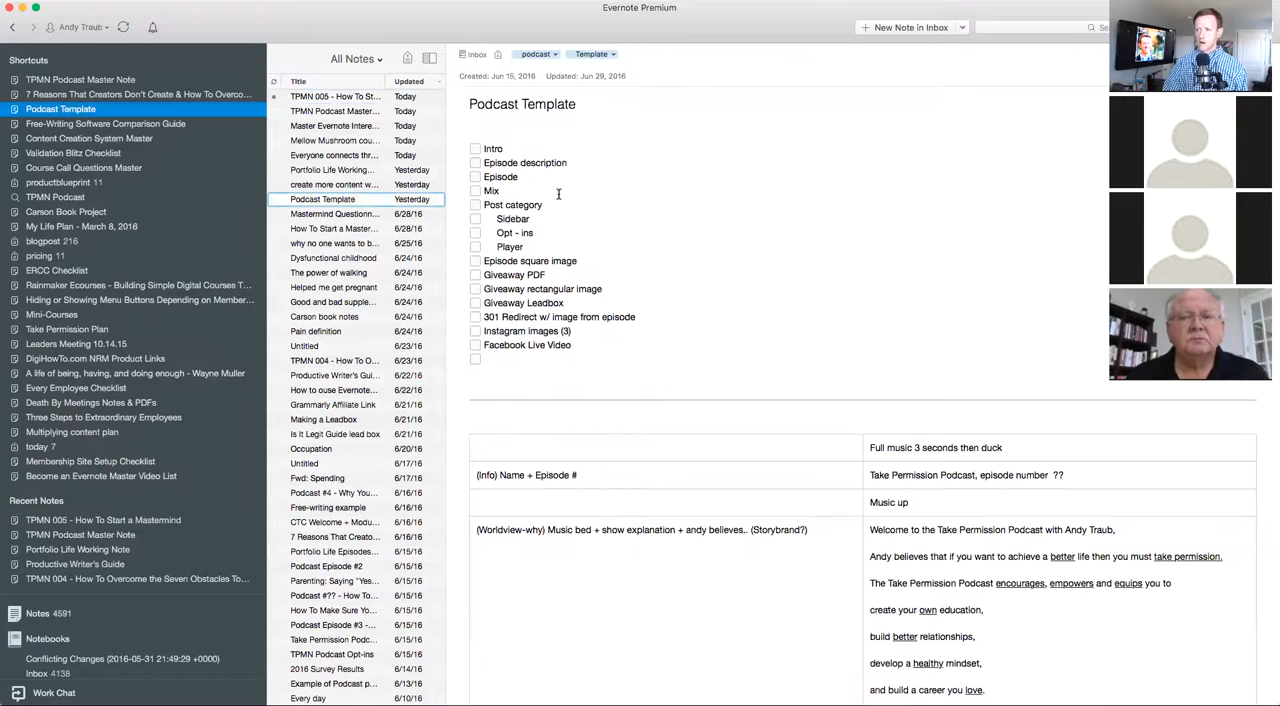 Evernote Premium
Andy Traub
New Note in Inbox
Shortcuts
TPMN Podcast Master Note
7 Reasons That Creators Don't Create & How To Overco...
Podcast Template
Free-Writing Software Comparison Guide
Content Creation System Master
Validation Blitz Checklist
Course Call Questions Master
productblueprint 11
TPMN Podcast
Carson Book Project
My Life Plan - March 8, 2016
blogpost 216
pricing 11
ERCC Checklist
Rainmaker Ecourses - Building Simple Digital Courses T...
Hiding or Showing Menu Buttons Depending on Member...
Mini-Courses
Take Permission Plan
Leaders Meeting 10.14.15
DigiHowTo.com NRM Product Links
A life of being, having, and doing enough - Wayne Muller
Every Employee Checklist
Death By Meetings Notes & PDFs
Three Steps to Extraordinary Employees
Multiplying content plan
today 7
Membership Site Setup Checklist
Become an Evernote Master Video List
Recent Notes
TPMN 005 - How To Start a Mastermind
TPMN Podcast Master Note
Portfolio Life Working Note
Productive Writer's Guide
TPMN 004 - How To Overcome the Seven Obstacles To...
Notes 4591
Notebooks
Conflicting Changes (2016-05-31 21:49:29 +0000)
Inbox 4138
Work Chat
All Notes
Title Updated
TPMN 005 - How To St... Today
TPMN Podcast Master... Today
Master Evernote Intere... Today
Mellow Mushroom cou... Today
Everyone connects thr... Today
Portfolio Life Working... Yesterday
create more content w... Yesterday
Podcast Template Yesterday
Mastermind Questionn... 6/28/16
How To Start a Master... 6/28/16
why no one wants to b... 6/25/16
Dysfunctional childhood 6/24/16
The power of walking 6/24/16
Helped me get pregnant 6/24/16
Good and bad supple... 6/24/16
Carson book notes 6/24/16
Pain definition 6/24/16
Untitled 6/23/16
TPMN 004 - How To O... 6/23/16
Productive Writer's Gui... 6/22/16
How to ouse Evernote... 6/22/16
Grammarly Affiliate Link 6/21/16
Making a Leadbox 6/21/16
Is It Legit Guide lead box 6/21/16
Occupation 6/20/16
Untitled 6/17/16
Fwd: Spending 6/17/16
Podcast #4 - Why You... 6/16/16
Free-writing example 6/16/16
CTC Welcome + Modu... 6/16/16
7 Reasons That Creato... 6/16/16
Portfolio Life Episodes... 6/16/16
Podcast Episode #2 6/16/16
Parenting: Saying "Yes... 6/16/16
Podcast #?? - How To... 6/15/16
How To Make Sure Yo... 6/15/16
Podcast Episode #3 -... 6/15/16
Take Permission Podc... 6/15/16
TPMN Podcast Opt-ins 6/15/16
2016 Survey Results 6/14/16
Example of Podcast p... 6/13/16
Every day 6/10/16
Inbox podcast Template
Created: Jun 15, 2016 Updated: Jun 29, 2016
Podcast Template
Intro
Episode description
Episode
Mix
Post category
Sidebar
Opt - ins
Player
Episode square image
Giveaway PDF
Giveaway rectangular image
Giveaway Leadbox
301 Redirect w/ image from episode
Instagram images (3)
Facebook Live Video
Full music 3 seconds then duck
(Info) Name + Episode # Take Permission Podcast, episode number ??
Music up
(Worldview-why) Music bed + show explanation + andy believes.. (Storybrand?) Welcome to the Take Permission Podcast with Andy Traub,
Andy believes that if you want to achieve a better life then you must take permission.
The Take Permission Podcast encourages, empowers and equips you to
create your own education,
build better relationships,
develop a healthy mindset,
and build a career you love.